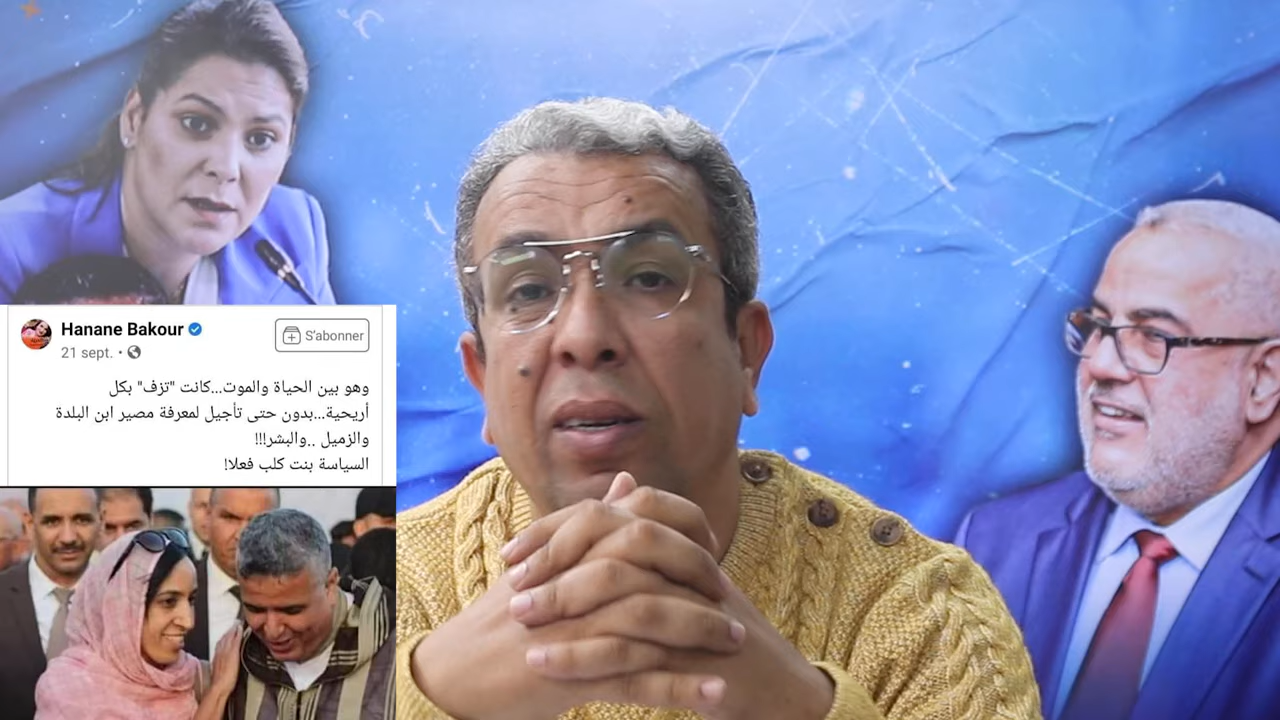 Hanane Bakour
S'abonner
21 sept.
وهو بين الحياة والموت...كانت "تزف" بكل
أريحية...بدون حتى تأجيل لمعرفة مصير ابن البلدة
والزميل ..والبشر!!!
السياسة بنت كلب فعلا!